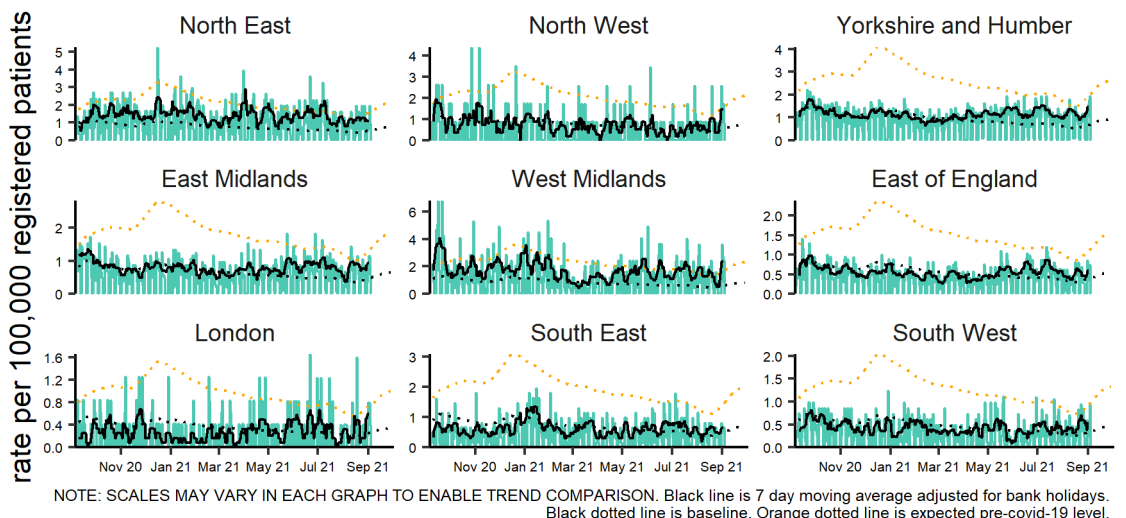 rate per 100,000 registered patients
North East
North West
Yorkshire and Humber
5
4
3
2
1
0
4
3
2
1
0
4
3
2
1
0
East Midlands
West Midlands
East of England
2
1
0
6
4
2
0
2.0
1.5
1.0
0.5
0.0
London
South East
South West
1.6
1.2
0.8
0.4
0.0
3
2
1
0
2.0
1.5
1.0
0.5
0.0
Nov 20 Jan 21 Mar 21 May 21 Jul 21 Sep 21
Nov 20 Jan 21 Mar 21 May 21 Jul 21 Sep 21
Nov 20 Jan 21 Mar 21 May 21 Jul 21 Sep 21
NOTE: SCALES MAY VARY IN EACH GRAPH TO ENABLE TREND COMPARISON. Black line is 7 day moving average adjusted for bank holidays.
Black dotted line is baseline. Orange dotted line is expected pre-covid-19 level.